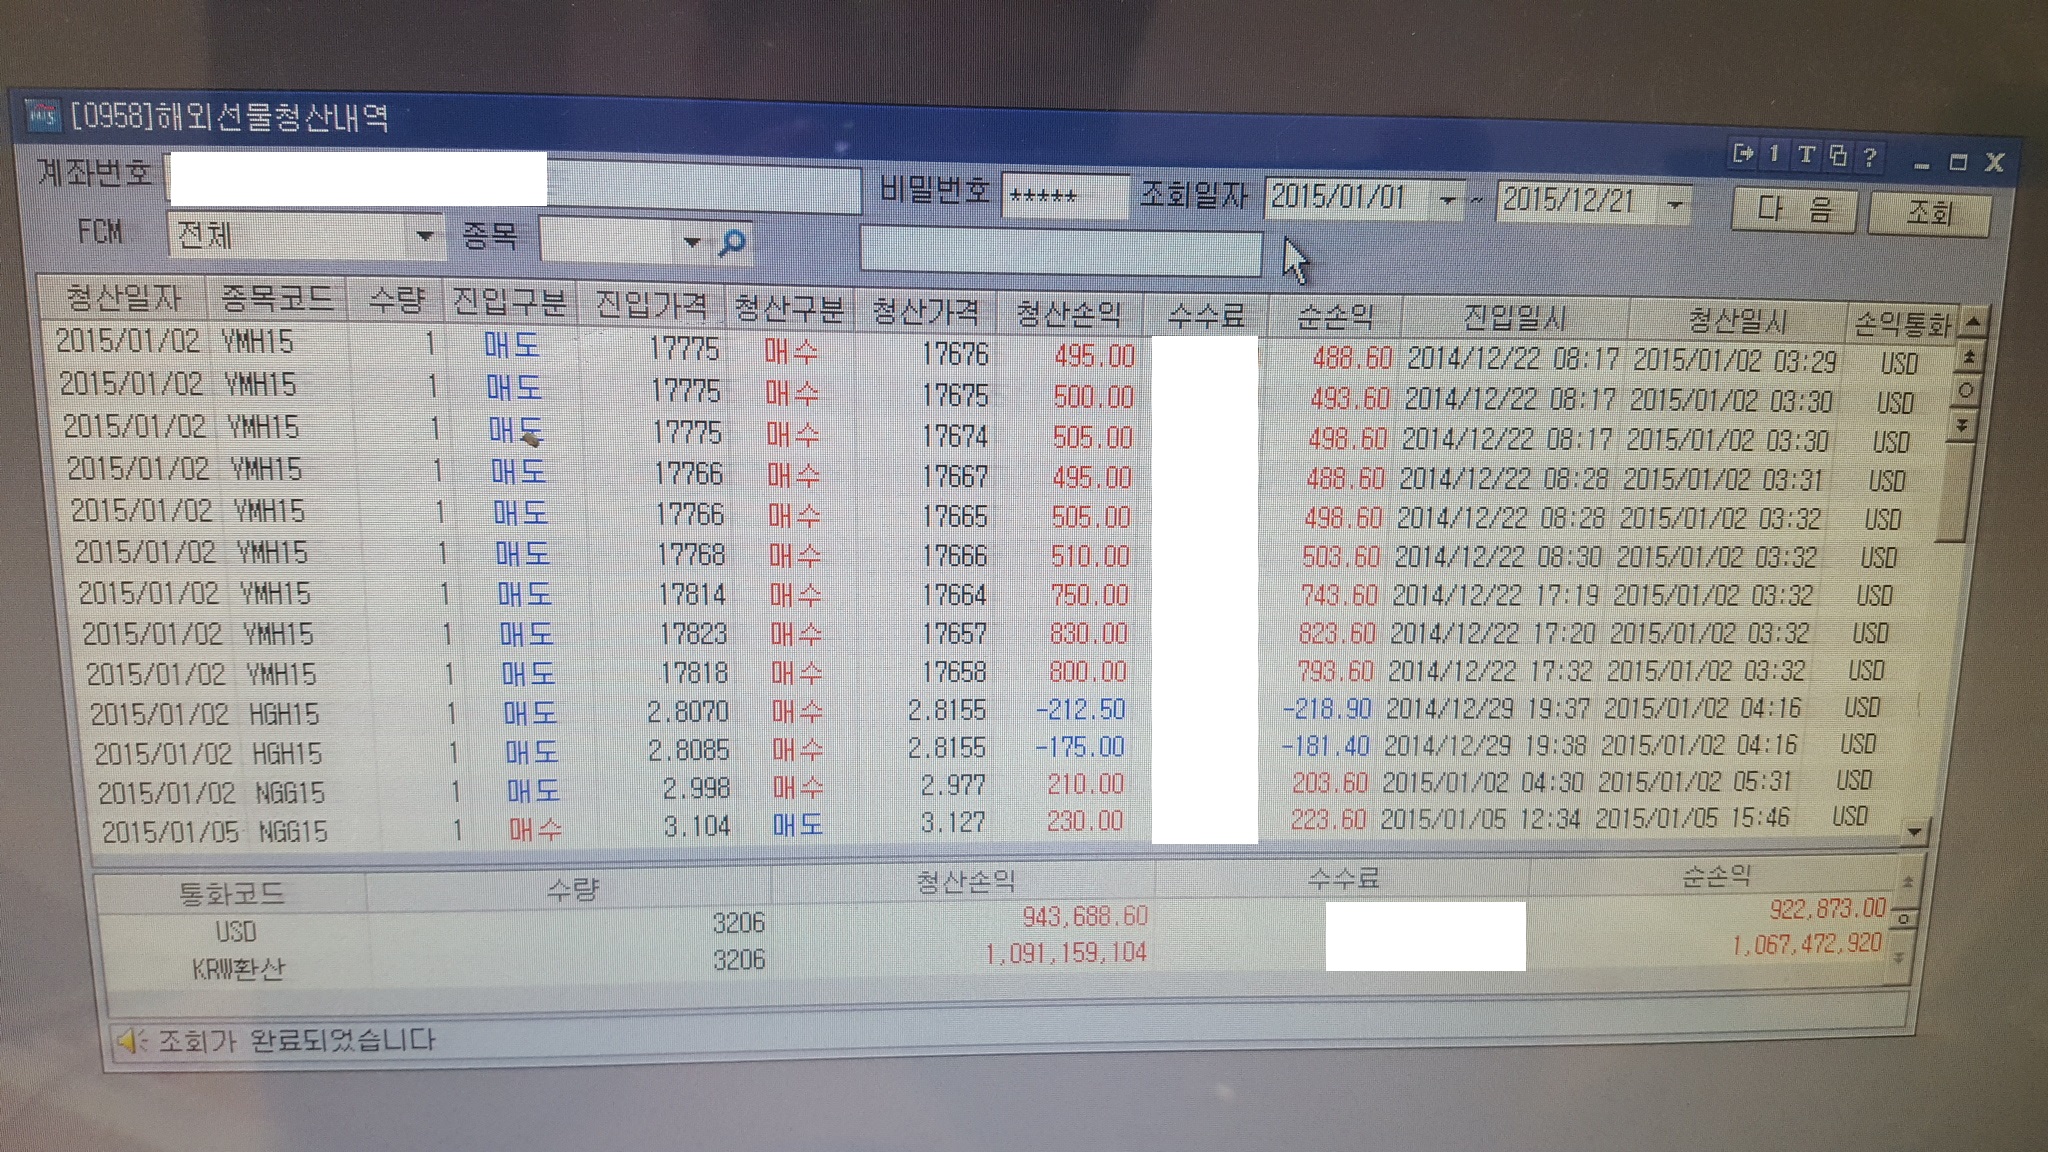 [0958]해외선물청산내역
1 T ? X
계좌번호 비밀번호 ***** 조회일자 2015/01/01 ~ 2015/12/21 다 음 조회
FCM 전체 종목
청산일자 종목코드 수량 진입구분 진입가격 청산구분 청산가격 청산손익 수수료 순손익 진입일시 청산일시 손익통화
2015/01/02 YMH15 1 매도 17775 매수 17676 495.00 488.60 2014/12/22 08:17 2015/01/02 03:29 USD
2015/01/02 YMH15 1 매도 17775 매수 17675 500.00 493.60 2014/12/22 08:17 2015/01/02 03:30 USD
2015/01/02 YMH15 1 매도 17775 매수 17674 505.00 498.60 2014/12/22 08:17 2015/01/02 03:30 USD
2015/01/02 YMH15 1 매도 17766 매수 17667 495.00 488.60 2014/12/22 08:28 2015/01/02 03:31 USD
2015/01/02 YMH15 1 매도 17766 매수 17665 505.00 498.60 2014/12/22 08:28 2015/01/02 03:32 USD
2015/01/02 YMH15 1 매도 17768 매수 17666 510.00 503.60 2014/12/22 08:30 2015/01/02 03:32 USD
2015/01/02 YMH15 1 매도 17814 매수 17664 750.00 743.60 2014/12/22 17:19 2015/01/02 03:32 USD
2015/01/02 YMH15 1 매도 17823 매수 17657 830.00 823.60 2014/12/22 17:20 2015/01/02 03:32 USD
2015/01/02 YMH15 1 매도 17818 매수 17658 800.00 793.60 2014/12/22 17:32 2015/01/02 03:32 USD
2015/01/02 HGH15 1 매도 2.8070 매수 2.8155 -212.50 -218.90 2014/12/29 19:37 2015/01/02 04:16 USD
2015/01/02 HGH15 1 매도 2.8085 매수 2.8155 -175.00 -181.40 2014/12/29 19:38 2015/01/02 04:16 USD
2015/01/02 NGG15 1 매도 2.998 매수 2.977 210.00 203.60 2015/01/02 04:30 2015/01/02 05:31 USD
2015/01/05 NGG15 1 매수 3.104 매도 3.127 230.00 223.60 2015/01/05 12:34 2015/01/05 15:46 USD
통화코드 수량 청산손익 수수료 순손익
USD 3206 943,688.60 922,873.00
KRW환산 3206 1,091,159,104 1,067,472,920
조회가 완료되었습니다